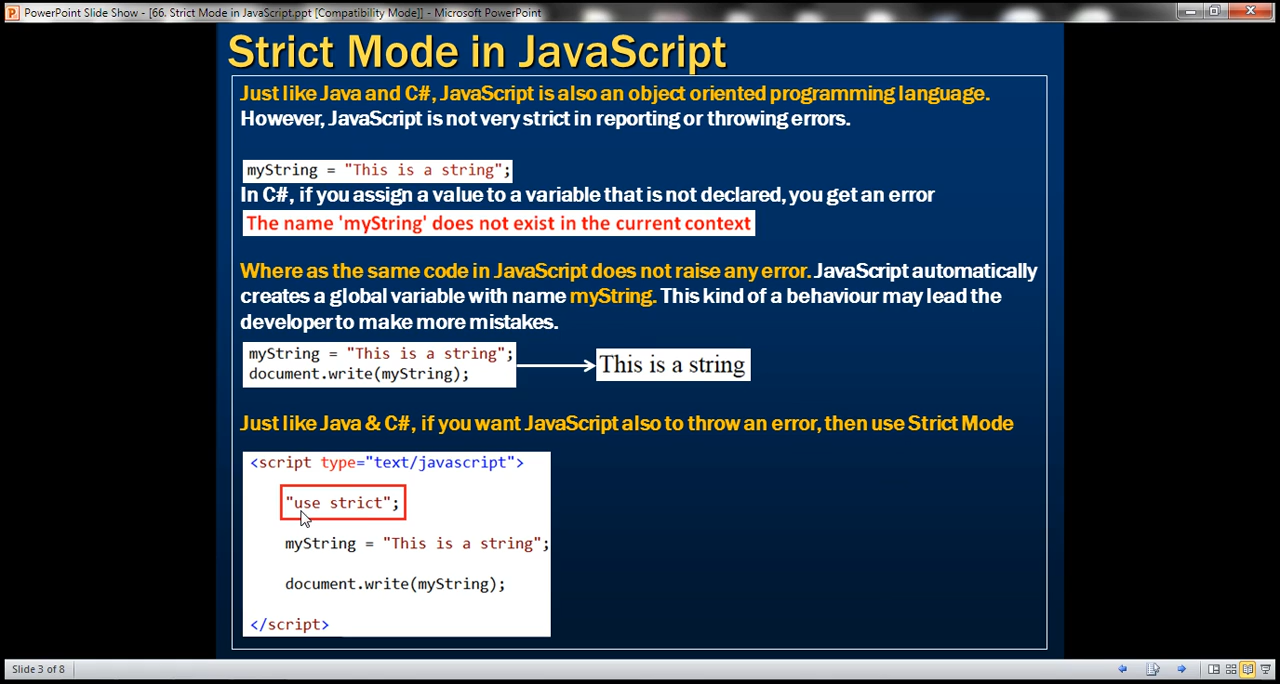 PowerPoint Slide Show - [66. Strict Mode in JavaScript.ppt [Compatibility Mode]] - Microsoft PowerPoint
Strict Mode in JavaScript
Just like Java and C#, JavaScript is also an object oriented programming language.
However, JavaScript is not very strict in reporting or throwing errors.
myString = "This is a string";
In C#, if you assign a value to a variable that is not declared, you get an error
The name 'myString' does not exist in the current context
Where as the same code in JavaScript does not raise any error. JavaScript automatically
creates a global variable with name myString. This kind of a behaviour may lead the
developer to make more mistakes.
myString = "This is a string";
document.write(myString);
This is a string
Just like Java & C#, if you want JavaScript also to throw an error, then use Strict Mode
<script type="text/javascript">
"use strict";
myString = "This is a string";
document.write(myString);
</script>
Slide 3 of 8